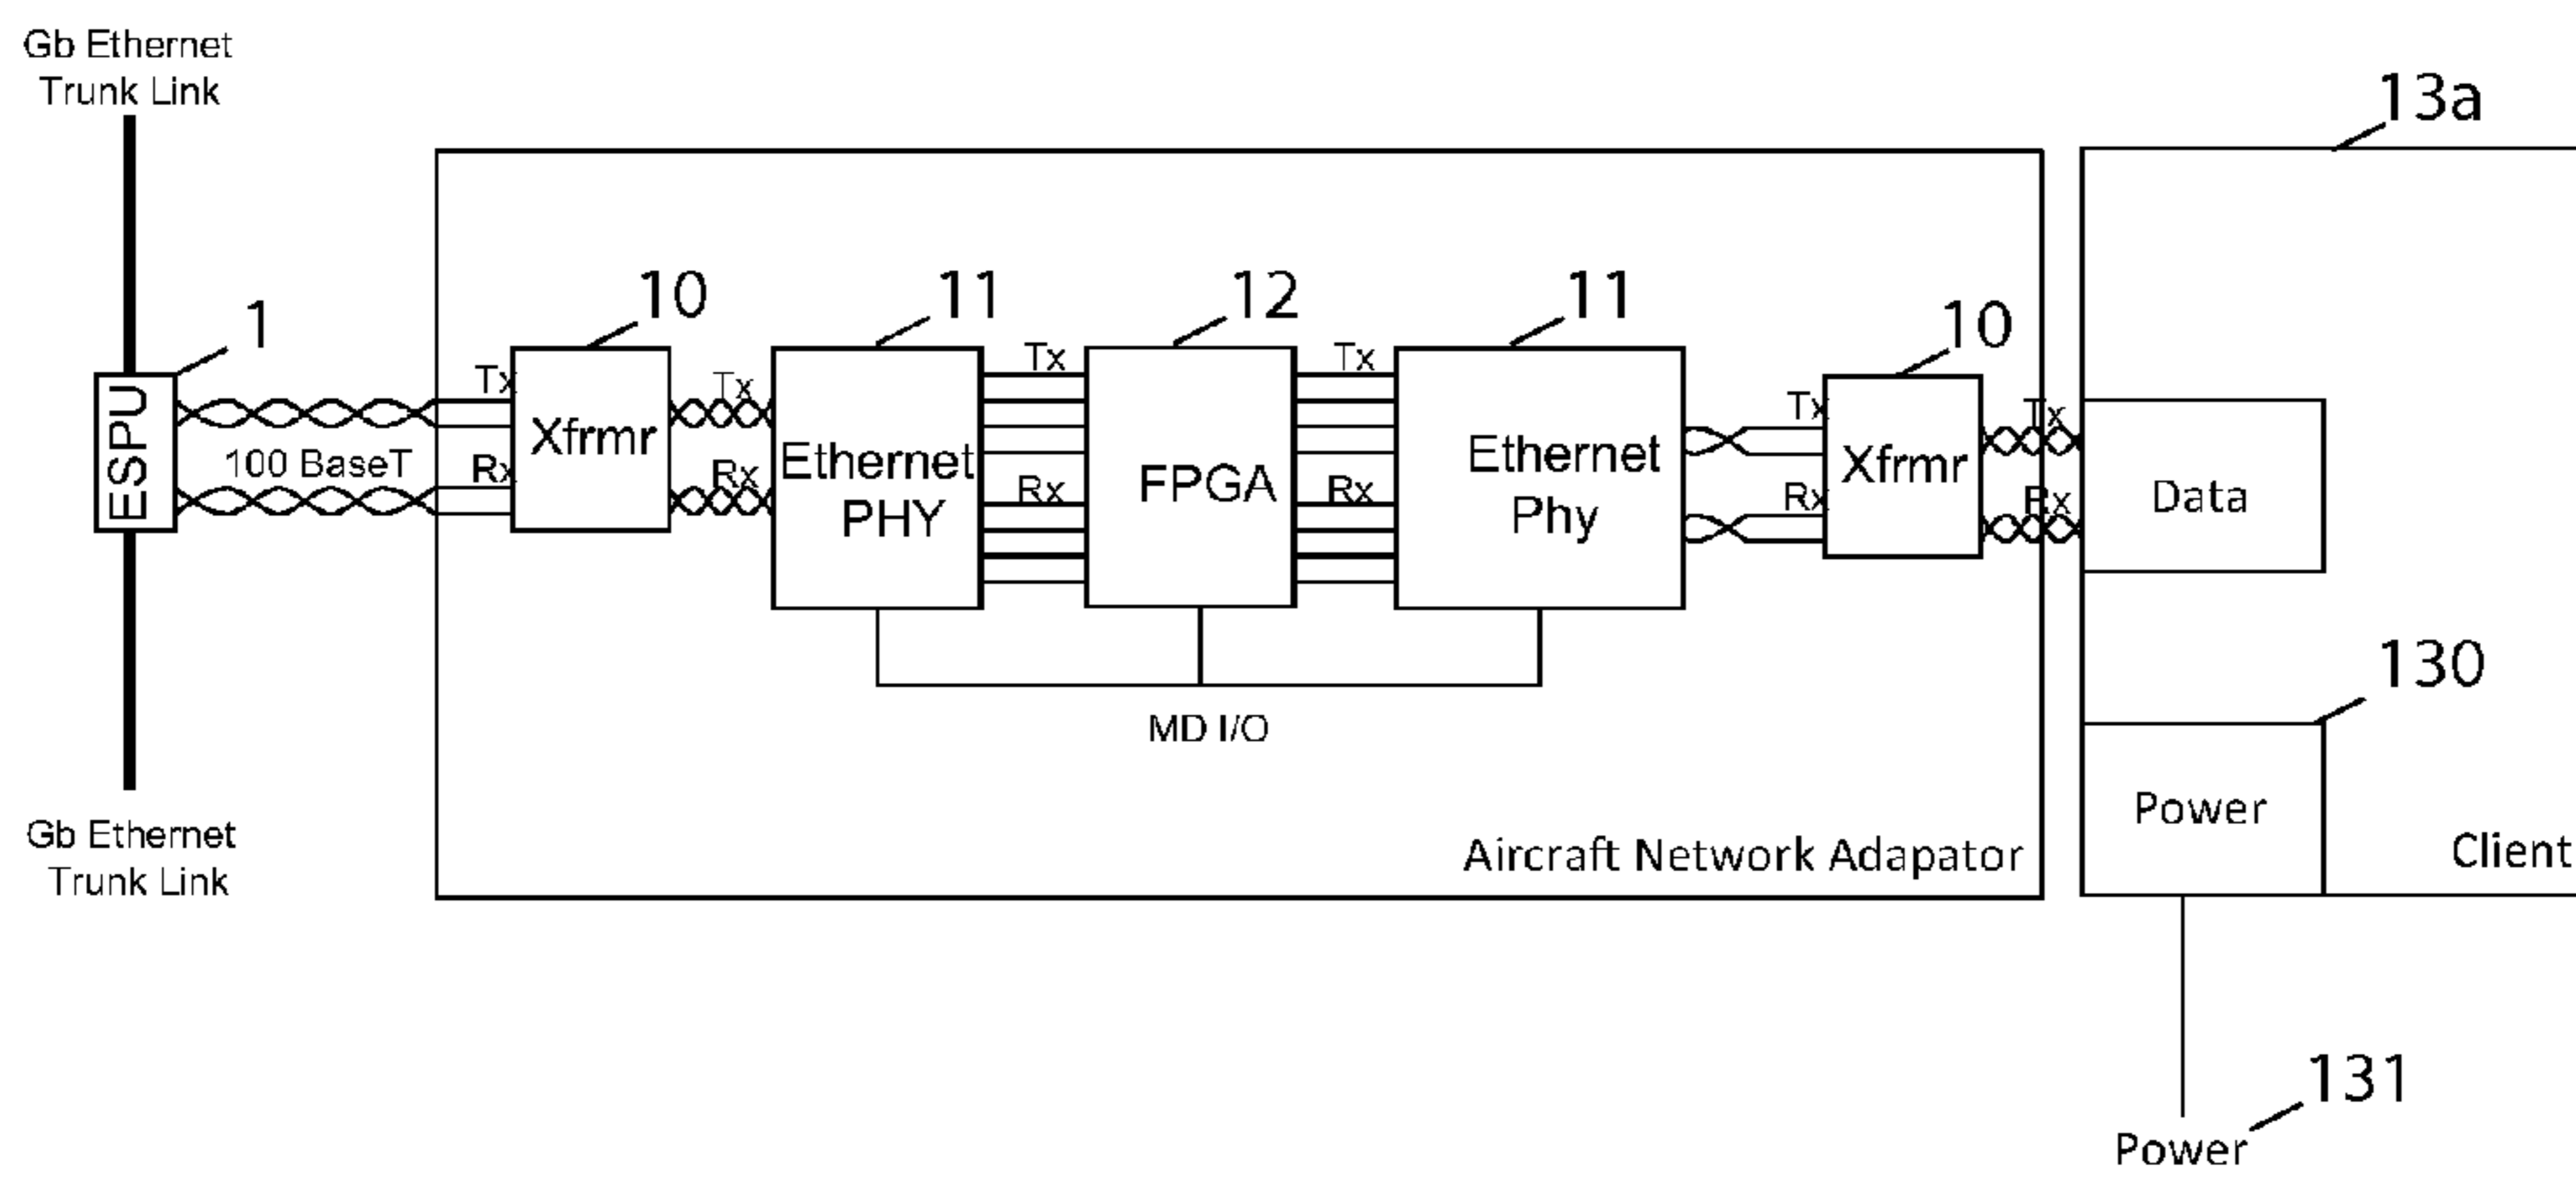 Gb Ethernet
Trunk Link
13a
10
11
12
11
10
1
ESPU
100 BaseT
Tx
Rx
Xfrmr
Tx
Rx
Ethernet
PHY
Tx
Rx
FPGA
Tx
Rx
Ethernet
Phy
Tx
Rx
Xfrmr
Tx
Rx
Data
MD I/O
130
Power
Client
Aircraft Network Adapator
Gb Ethernet
Trunk Link
131
Power